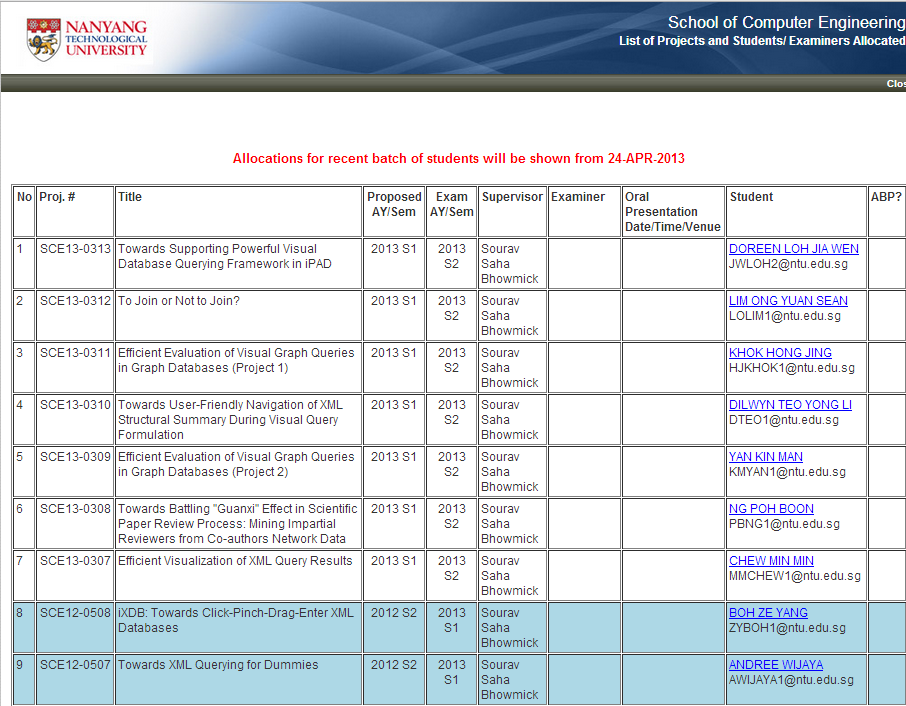 NANYANG
TECHNOLOGICAL
UNIVERSITY
School of Computer Engineering
List of Projects and Students/ Examiners Allocated
Clos
Allocations for recent batch of students will be shown from 24-APR-2013
No Proj. # Title Proposed AY/Sem Exam AY/Sem Supervisor Examiner Oral Presentation Date/Time/Venue Student ABP?
1 SCE13-0313 Towards Supporting Powerful Visual Database Querying Framework in iPAD 2013 S1 2013 S2 Sourav Saha Bhowmick DOREEN LOH JIA WEN JWLOH2@ntu.edu.sg
2 SCE13-0312 To Join or Not to Join? 2013 S1 2013 S2 Sourav Saha Bhowmick LIM ONG YUAN SEAN LOLIM1@ntu.edu.sg
3 SCE13-0311 Efficient Evaluation of Visual Graph Queries in Graph Databases (Project 1) 2013 S1 2013 S2 Sourav Saha Bhowmick KHOK HONG JING HJKHOK1@ntu.edu.sg
4 SCE13-0310 Towards User-Friendly Navigation of XML Structural Summary During Visual Query Formulation 2013 S1 2013 S2 Sourav Saha Bhowmick DILWYN TEO YONG LI DTEO1@ntu.edu.sg
5 SCE13-0309 Efficient Evaluation of Visual Graph Queries in Graph Databases (Project 2) 2013 S1 2013 S2 Sourav Saha Bhowmick YAN KIN MAN KMYAN1@ntu.edu.sg
6 SCE13-0308 Towards Battling "Guanxi" Effect in Scientific Paper Review Process: Mining Impartial Reviewers from Co-authors Network Data 2013 S1 2013 S2 Sourav Saha Bhowmick NG POH BOON PBNG1@ntu.edu.sg
7 SCE13-0307 Efficient Visualization of XML Query Results 2013 S1 2013 S2 Sourav Saha Bhowmick CHEW MIN MIN MMCHEW1@ntu.edu.sg
8 SCE12-0508 iXDB: Towards Click-Pinch-Drag-Enter XML Databases 2012 S2 2013 S1 Sourav Saha Bhowmick BOH ZE YANG ZYBOH1@ntu.edu.sg
9 SCE12-0507 Towards XML Querying for Dummies 2012 S2 2013 S1 Sourav Saha Bhowmick ANDREE WIJAYA AWIJAYA1@ntu.edu.sg